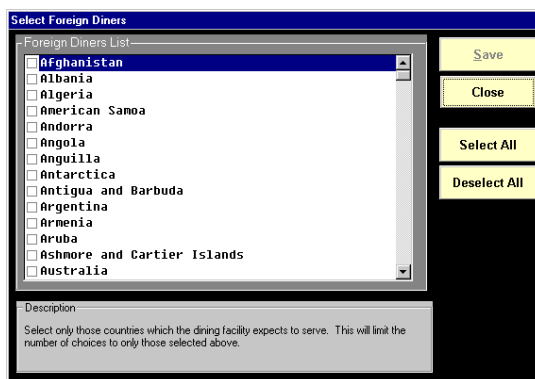 Select Foreign Diners
Foreign Diners List
Afghanistan
Albania
Algeria
American Samoa
Andorra
Angola
Anguilla
Antarctica
Antigua and Barbuda
Argentina
Armenia
Aruba
Ashmore and Cartier Islands
Australia
Save
Close
Select All
Deselect All
Description
Select only those countries which the dining facility expects to serve. This will limit the
number of choices to only those selected above.